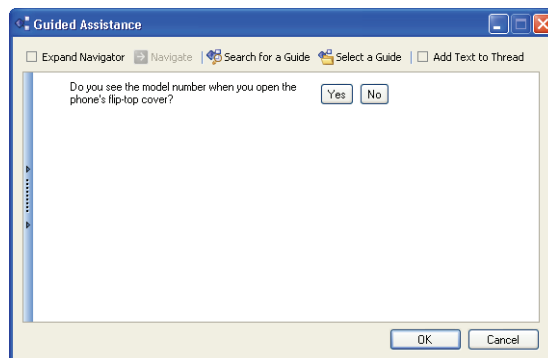 Guided Assistance
Expand Navigator Navigate Search for a Guide Select a Guide Add Text to Thread
Do you see the model number when you open the Yes No
phone's flip-top cover?
OK Cancel